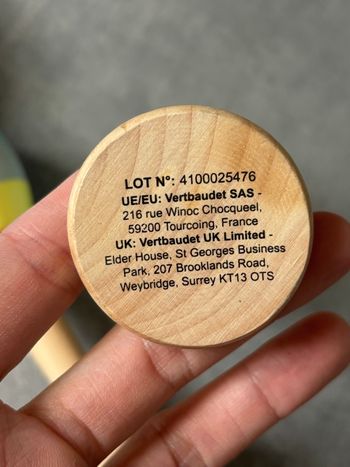 LOT N°: 4100025476
UE/EU: Vertbaudet SAS -
216 rue Winoc Chocqueel,
59200 Tourcoing, France
UK: Vertbaudet UK Limited -
Elder House, St Georges Business
Park, 207 Brooklands Road,
Weybridge, Surrey KT13 OTS